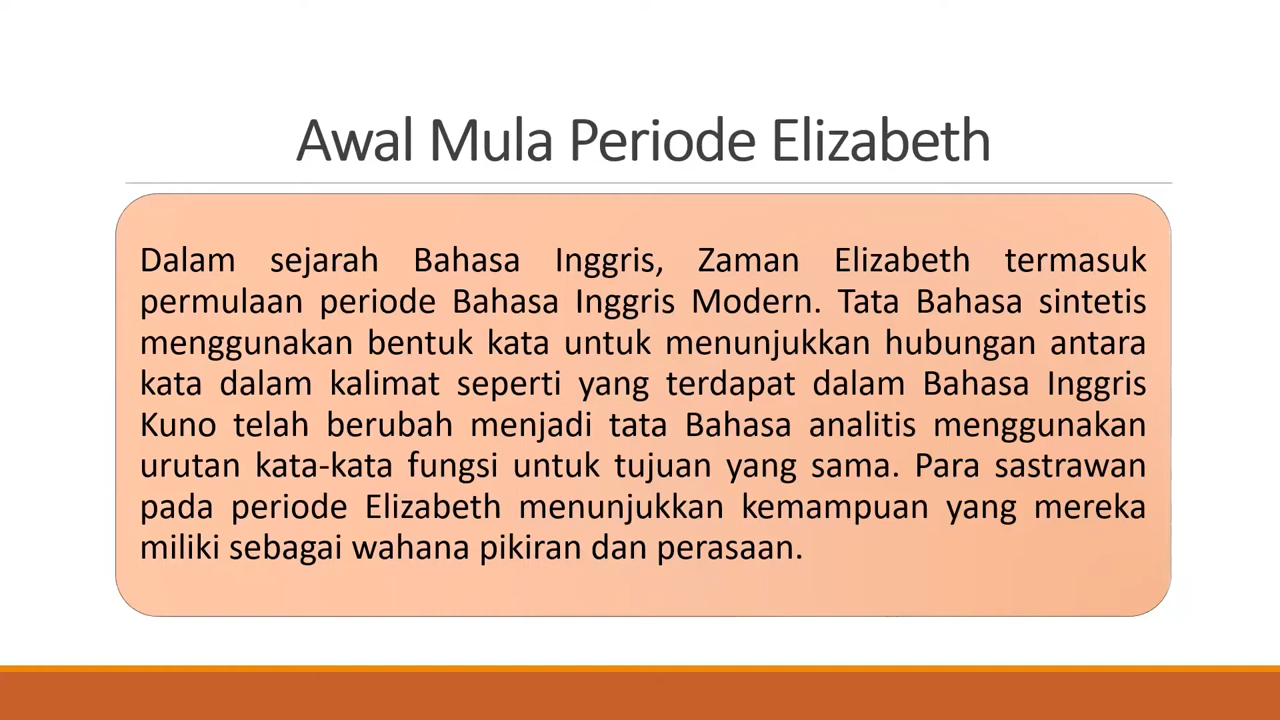 Awal Mula Periode Elizabeth
Dalam sejarah Bahasa Inggris, Zaman Elizabeth termasuk
permulaan periode Bahasa Inggris Modern. Tata Bahasa sintetis
menggunakan bentuk kata untuk menunjukkan hubungan antara
kata dalam kalimat seperti yang terdapat dalam Bahasa Inggris
Kuno telah berubah menjadi tata Bahasa analitis menggunakan
urutan kata-kata fungsi untuk tujuan yang sama. Para sastrawan
pada periode Elizabeth menunjukkan kemampuan yang mereka
miliki sebagai wahana pikiran dan perasaan.